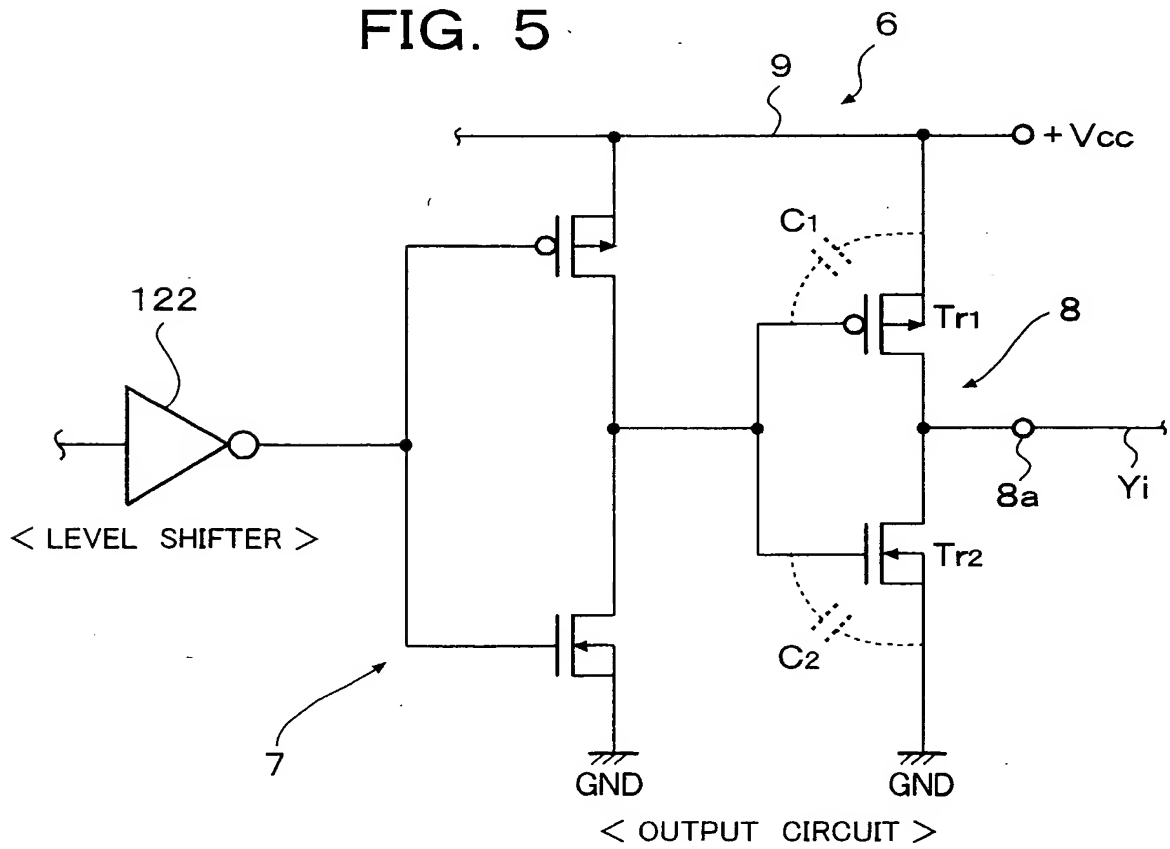 FIG. 5
6
9
+ Vcc
C1
122
Tr1
8
8a
Yi
< LEVEL SHIFTER >
Tr2
C2
7
GND
GND
< OUTPUT CIRCUIT >